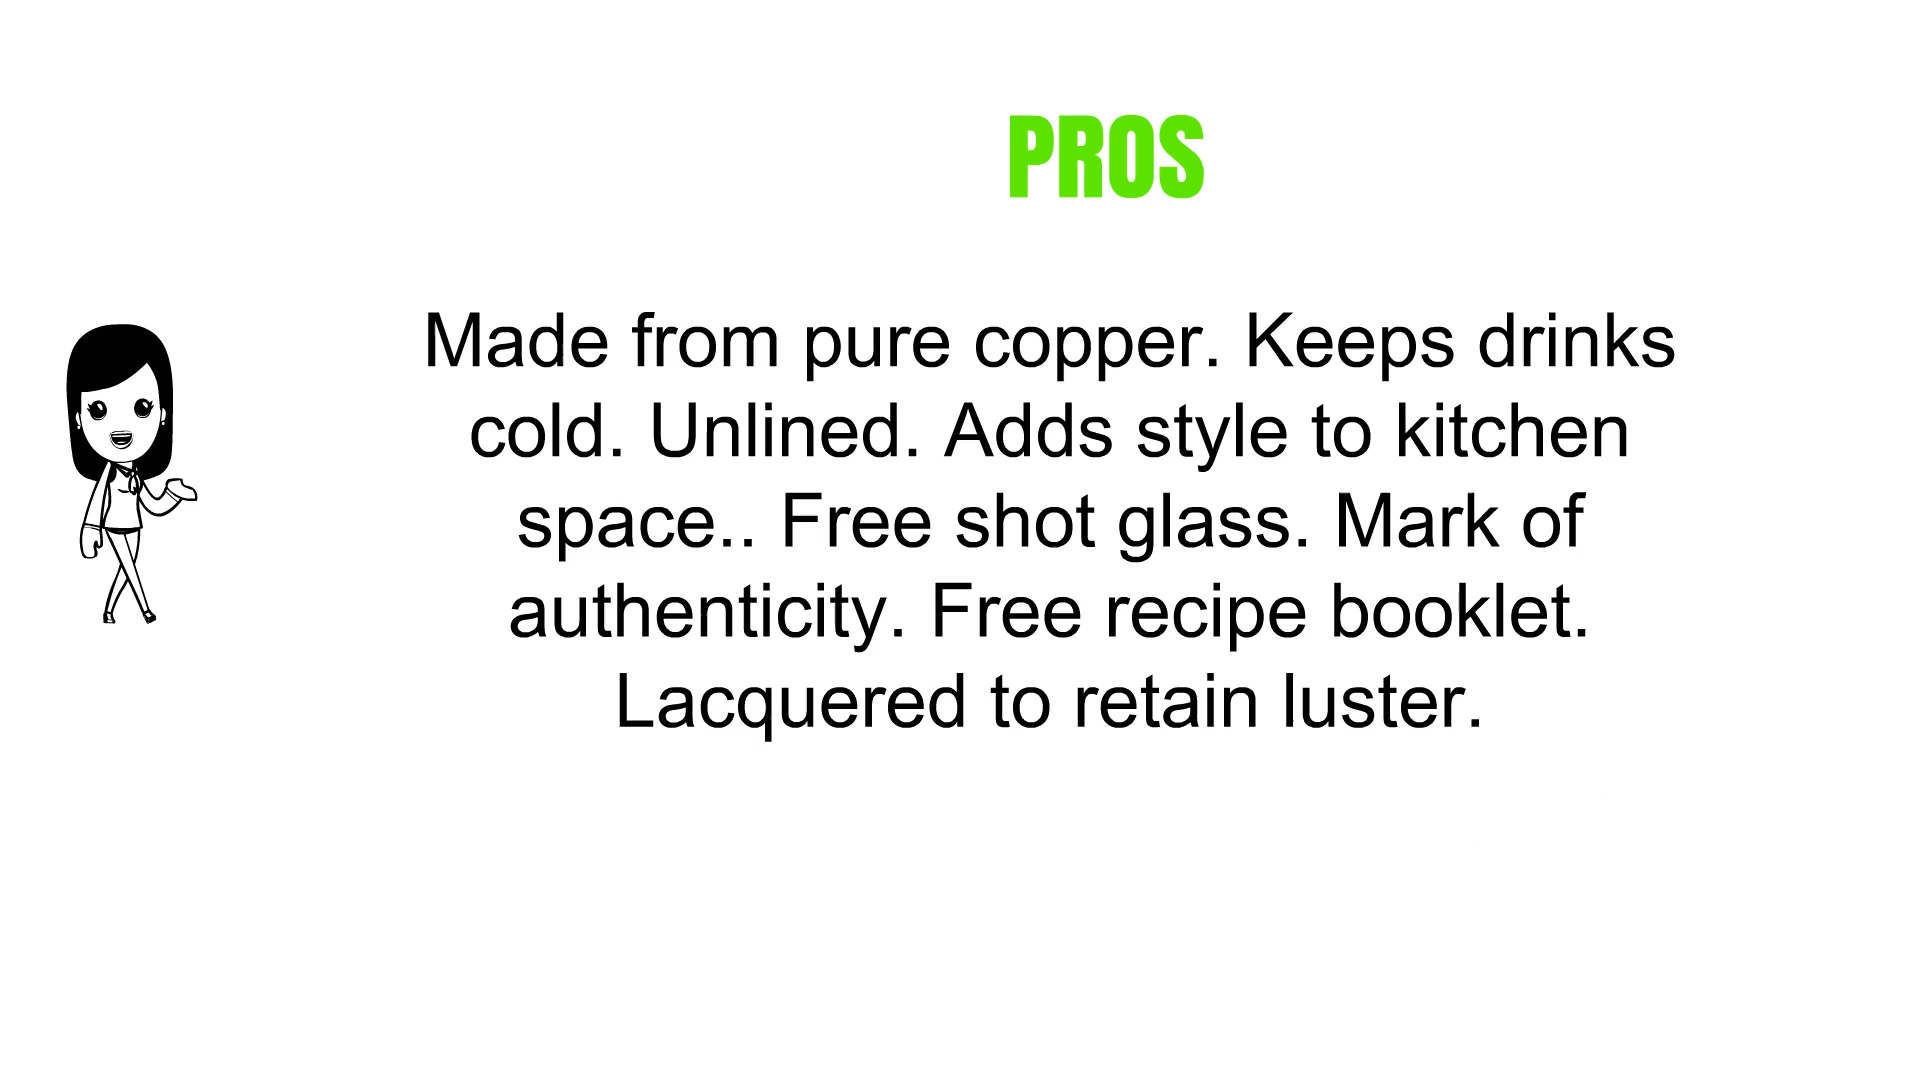 PROS
Made from pure copper. Keeps drinks
cold. Unlined. Adds style to kitchen
space.. Free shot glass. Mark of
authenticity. Free recipe booklet.
Lacquered to retain luster.